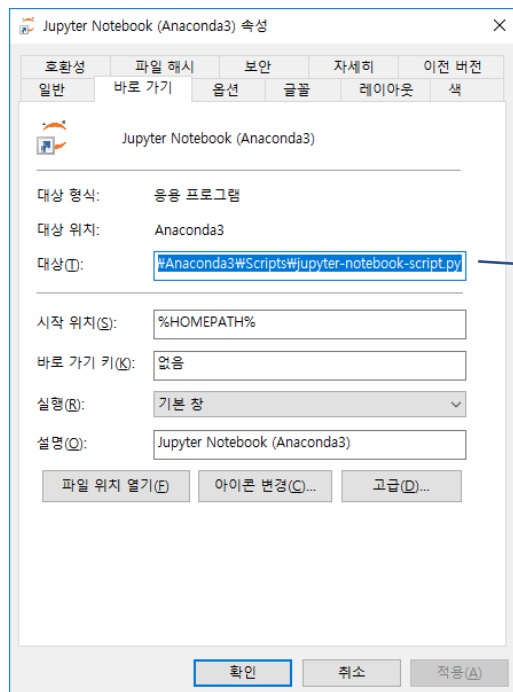 Jupyter Notebook (Anaconda3) 속성
호환성 파일 해시 보안 자세히 이전 버전
일반 바로 가기 옵션 글꼴 레이아웃 색
Jupyter Notebook (Anaconda3)
대상 형식: 응용 프로그램
대상 위치: Anaconda3
대상(T): ₩Anaconda3₩Scripts₩jupyter-notebook-script.py
시작 위치(S): %HOMEPATH%
바로 가기 키(K): 없음
실행(R): 기본 창
설명(O): Jupyter Notebook (Anaconda3)
파일 위치 열기(F) 아이콘 변경(C)... 고급(D)...
확인 취소 적용(A)